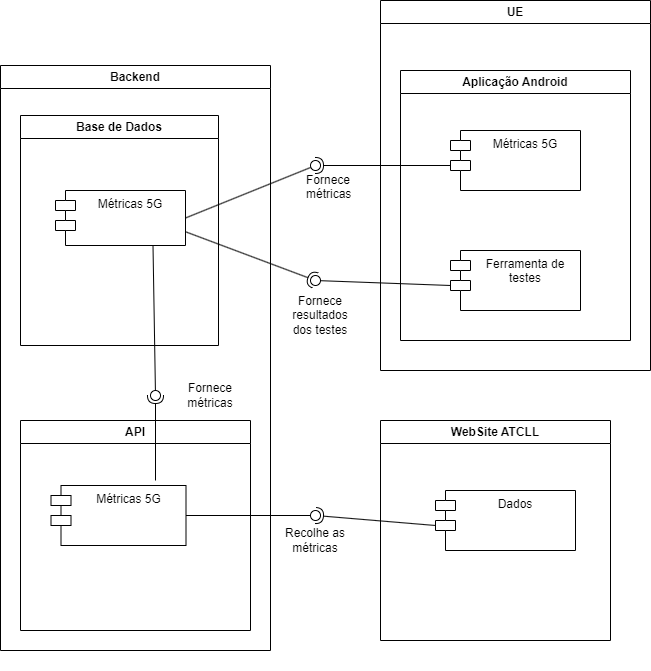 UE
Backend
Aplicação Android
Base de Dados
Métricas 5G
Fornece
métricas
Métricas 5G
Ferramenta de
testes
Fornece
resultados
dos testes
Fornece
métricas
API
WebSite ATCLL
Métricas 5G
Dados
Recolhe as
métricas